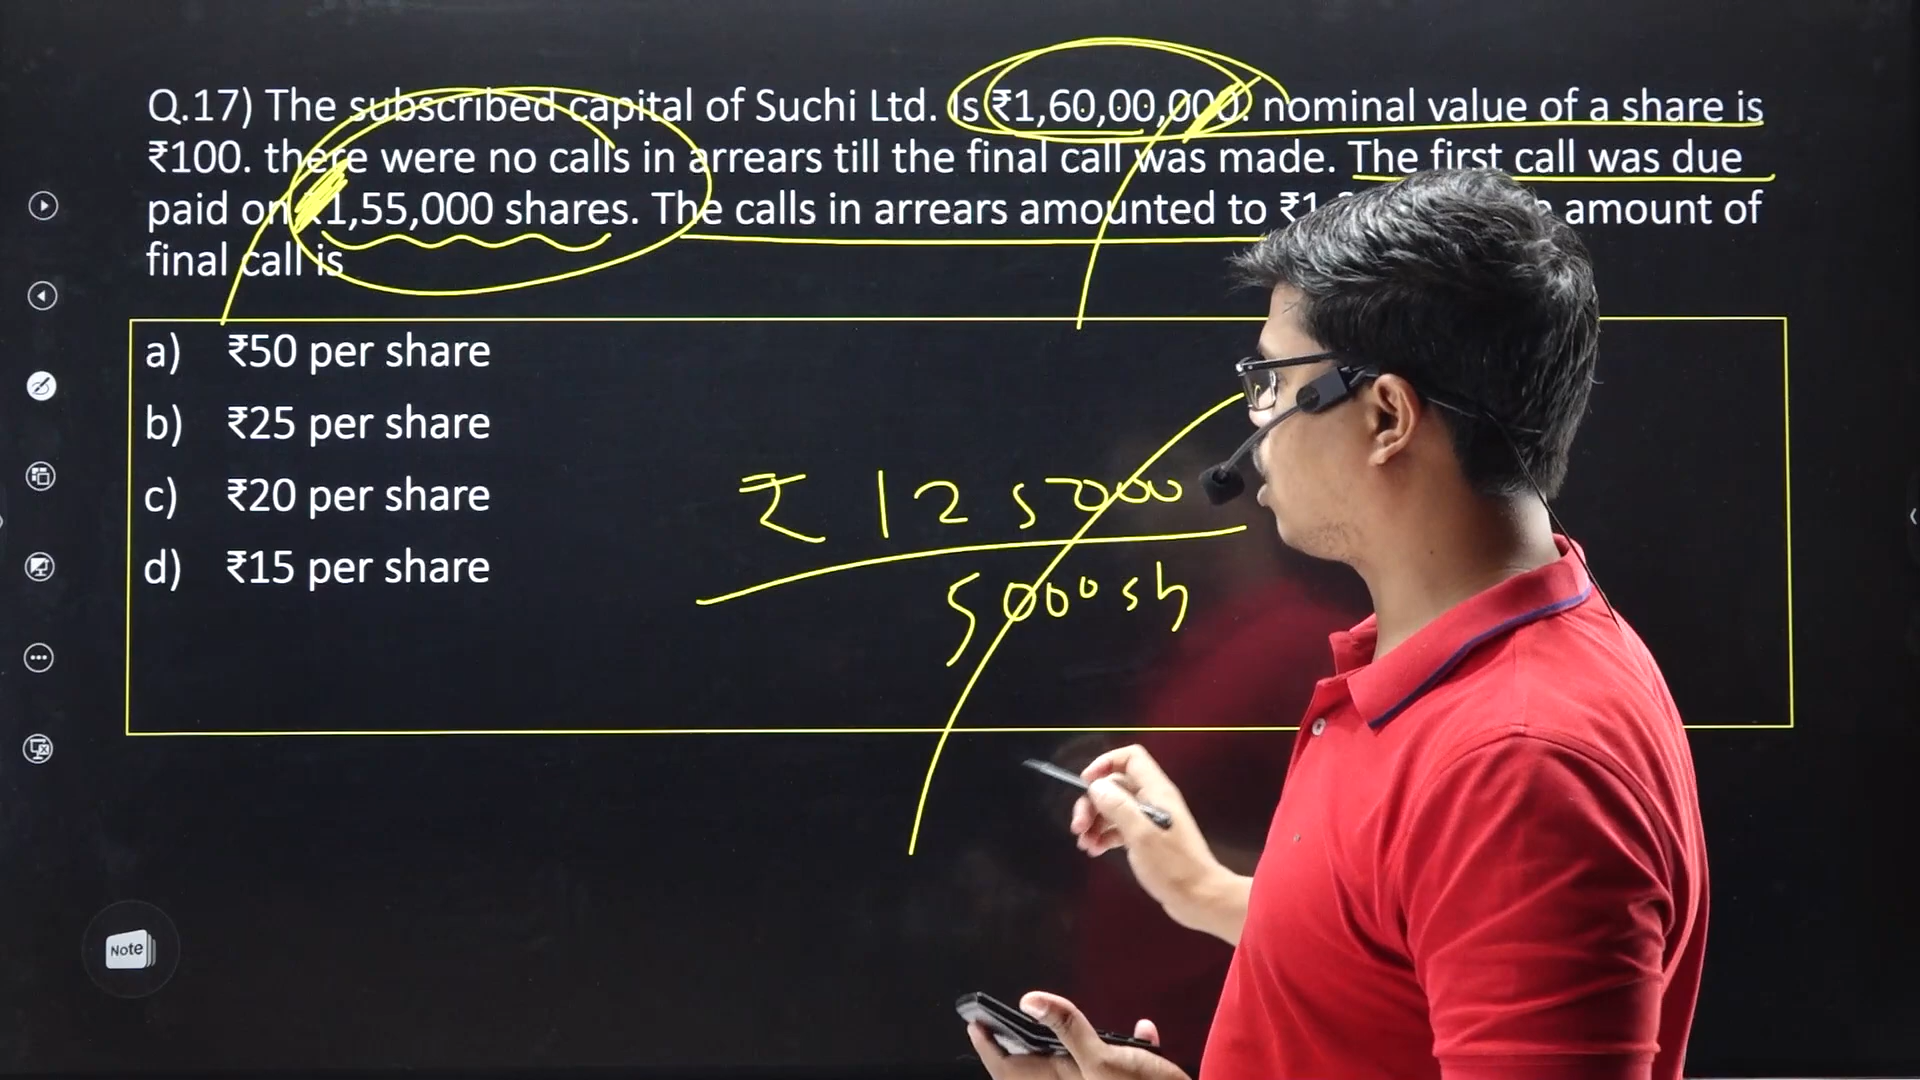 Q.17) The subscribed capital of Suchi Ltd. Is ₹1,60,00,000. nominal value of a share is
₹100. there were no calls in arrears till the final call was made. The first call was due
paid on ₹1,55,000 shares. The calls in arrears amounted to ₹1, amount of
final call is
a) ₹50 per share
b) ₹25 per share
c) ₹20 per share
d) ₹15 per share
₹ 125000
5000 sh
Note